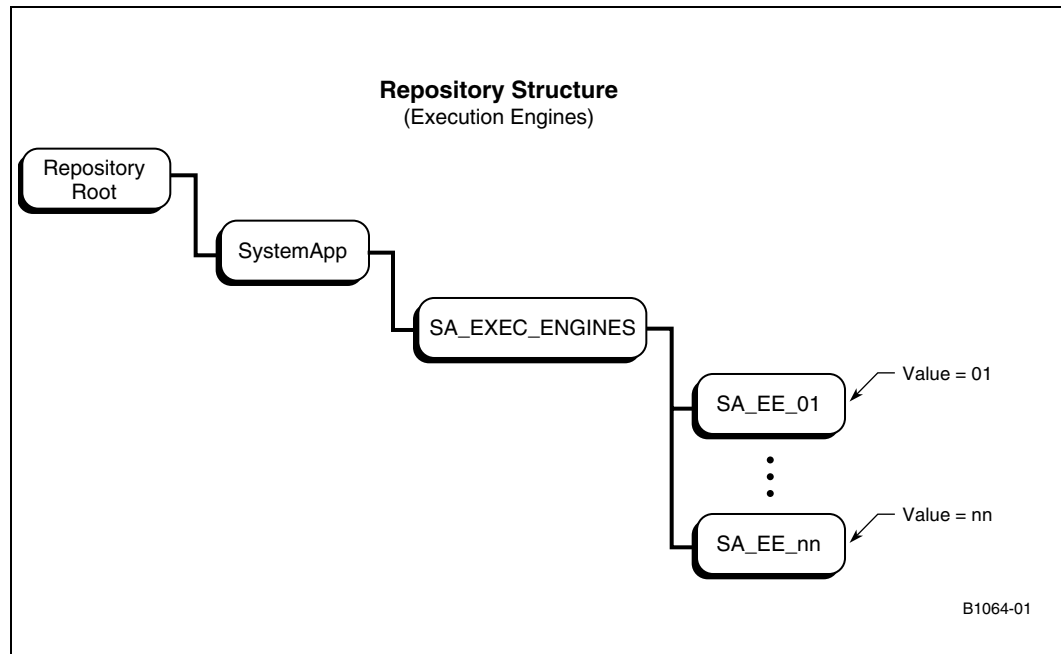 Repository Structure
(Execution Engines)
Repository
Root
SystemApp
SA_EXEC_ENGINES
SA_EE_01
Value = 01
SA_EE_nn
Value = nn
B1064-01